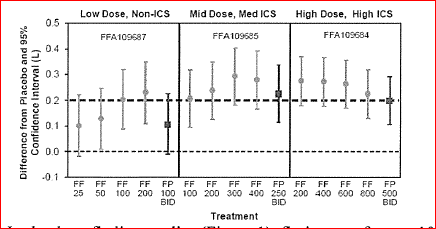 Low Dose, Non-ICS Mid Dose, Med ICS High Dose, High ICS
FFA109687 FFA109685 FFA109684
Difference from Placebo and 95%
Confidence Interval (L)
0.5
0.4
0.3
0.2
0.1
0.0
-0.1
FF FF FF FF FP FF FF FF FF FP FF FF FF FF FP
25 50 100 200 100 100 200 300 400 250 200 400 600 800 500
BID BID BID
Treatment